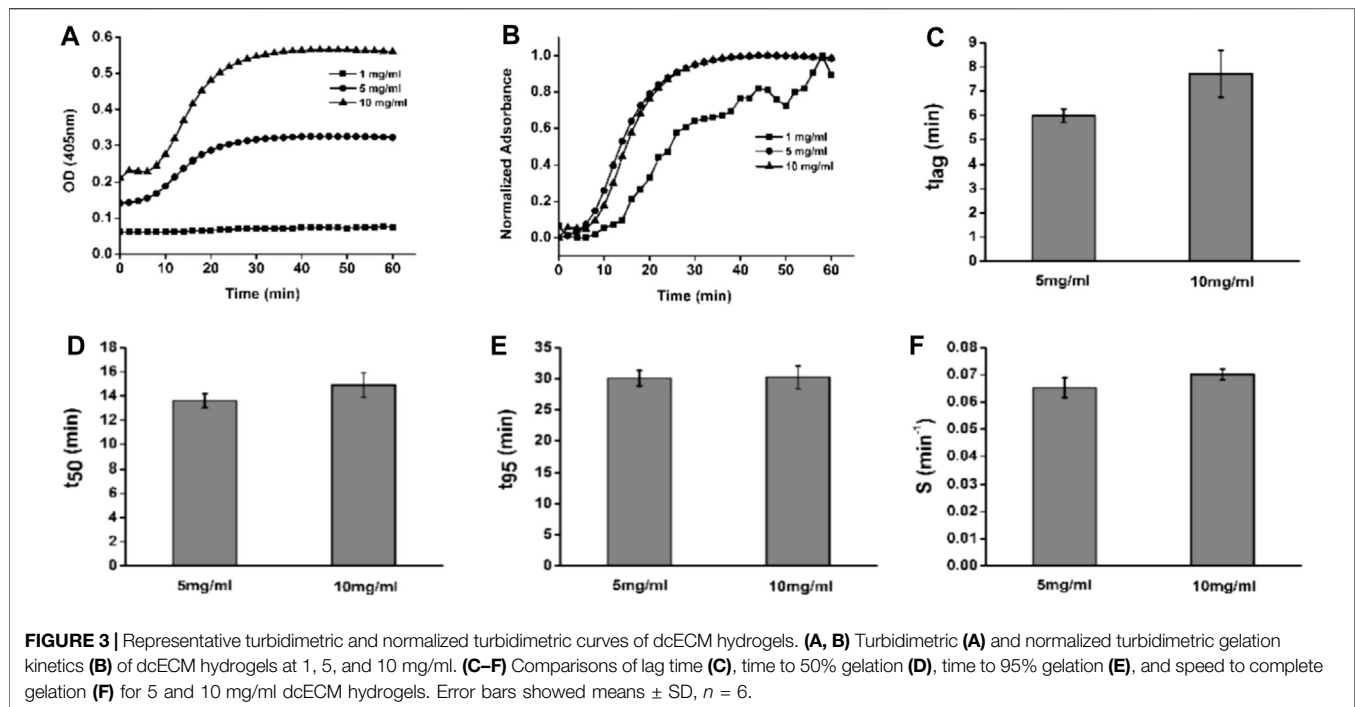 A
OD (405nm)
0.6
0.5
0.4
0.3
0.2
0.1
0.0
1 mg/ml
5 mg/ml
10 mg/ml
0 10 20 30 40 50 60
Time (min)
B
Normalized Adsorbance
1.0
0.8
0.6
0.4
0.2
0.0
1 mg/ml
5 mg/ml
10 mg/ml
0 10 20 30 40 50 60
Time (min)
C
tlag (min)
9
8
7
6
5
4
3
2
1
0
5mg/ml 10mg/ml
D
t50 (min)
18
16
14
12
10
8
6
4
2
0
5mg/ml 10mg/ml
E
t95 (min)
35
30
25
20
15
10
5
0
5mg/ml 10mg/ml
F
S (min-1)
0.08
0.07
0.06
0.05
0.04
0.03
0.02
0.01
0.00
5mg/ml 10mg/ml
FIGURE 3 | Representative turbidimetric and normalized turbidimetric curves of dcECM hydrogels. (A, B) Turbidimetric (A) and normalized turbidimetric gelation
kinetics (B) of dcECM hydrogels at 1, 5, and 10 mg/ml. (C–F) Comparisons of lag time (C), time to 50% gelation (D), time to 95% gelation (E), and speed to complete
gelation (F) for 5 and 10 mg/ml dcECM hydrogels. Error bars showed means ± SD, n = 6.